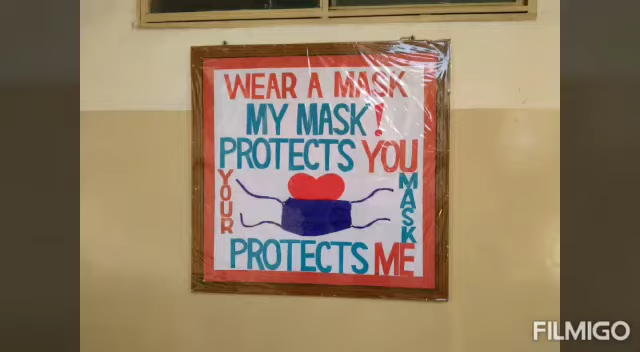 WEAR A MASK
MY MASK!
PROTECTS YOU
YOUR
MASK
PROTECTS ME
FILMIGO